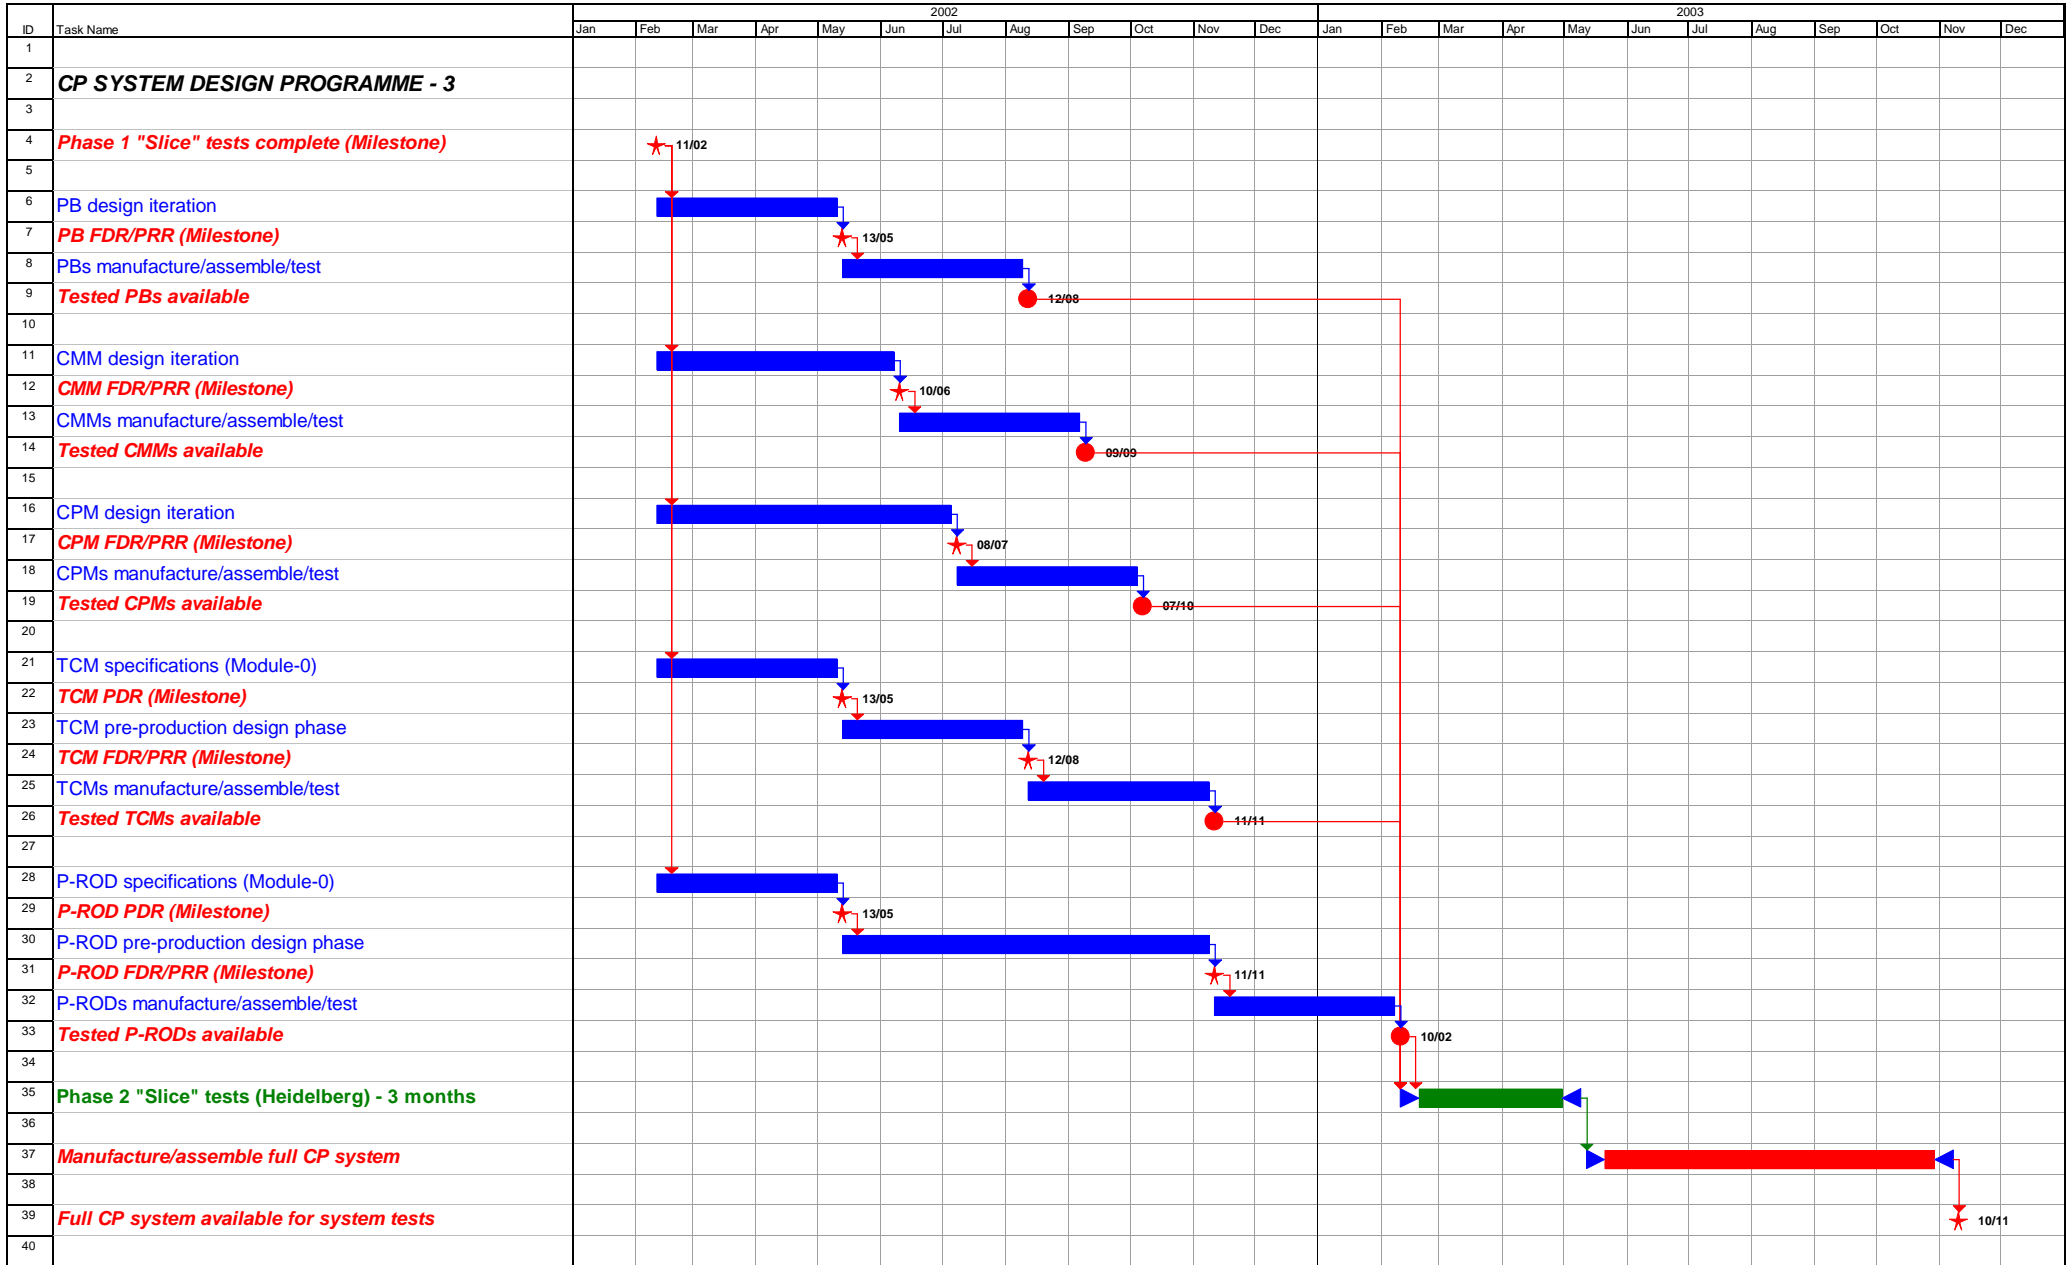 2002 2003
ID Task Name Jan Feb Mar Apr May Jun Jul Aug Sep Oct Nov Dec Jan Feb Mar Apr May Jun Jul Aug Sep Oct Nov Dec
1
2 CP SYSTEM DESIGN PROGRAMME - 3
3
4 Phase 1 "Slice" tests complete (Milestone) 11/02
5
6 PB design iteration
7 PB FDR/PRR (Milestone) 13/05
8 PBs manufacture/assemble/test
9 Tested PBs available 12/08
10
11 CMM design iteration
12 CMM FDR/PRR (Milestone) 10/06
13 CMMs manufacture/assemble/test
14 Tested CMMs available 09/09
15
16 CPM design iteration
17 CPM FDR/PRR (Milestone) 08/07
18 CPMs manufacture/assemble/test
19 Tested CPMs available 07/10
20
21 TCM specifications (Module-0)
22 TCM PDR (Milestone) 13/05
23 TCM pre-production design phase
24 TCM FDR/PRR (Milestone) 12/08
25 TCMs manufacture/assemble/test
26 Tested TCMs available 11/11
27
28 P-ROD specifications (Module-0)
29 P-ROD PDR (Milestone) 13/05
30 P-ROD pre-production design phase
31 P-ROD FDR/PRR (Milestone) 11/11
32 P-RODs manufacture/assemble/test
33 Tested P-RODs available 10/02
34
35 Phase 2 "Slice" tests (Heidelberg) - 3 months
36
37 Manufacture/assemble full CP system
38
39 Full CP system available for system tests 10/11
40